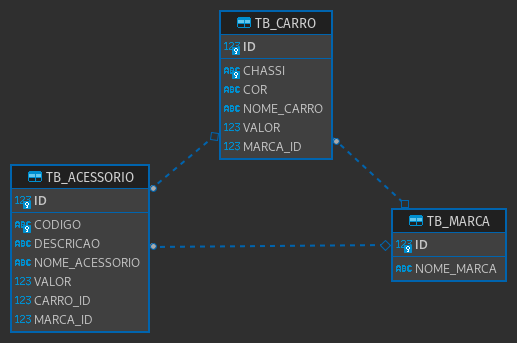 TB_CARRO
123 ID
ABC CHASSI
ABC COR
ABC NOME_CARRO
123 VALOR
123 MARCA_ID
TB_ACESSORIO
123 ID
ABC CODIGO
ABC DESCRICAO
ABC NOME_ACESSORIO
123 VALOR
123 CARRO_ID
123 MARCA_ID
TB_MARCA
123 ID
ABC NOME_MARCA